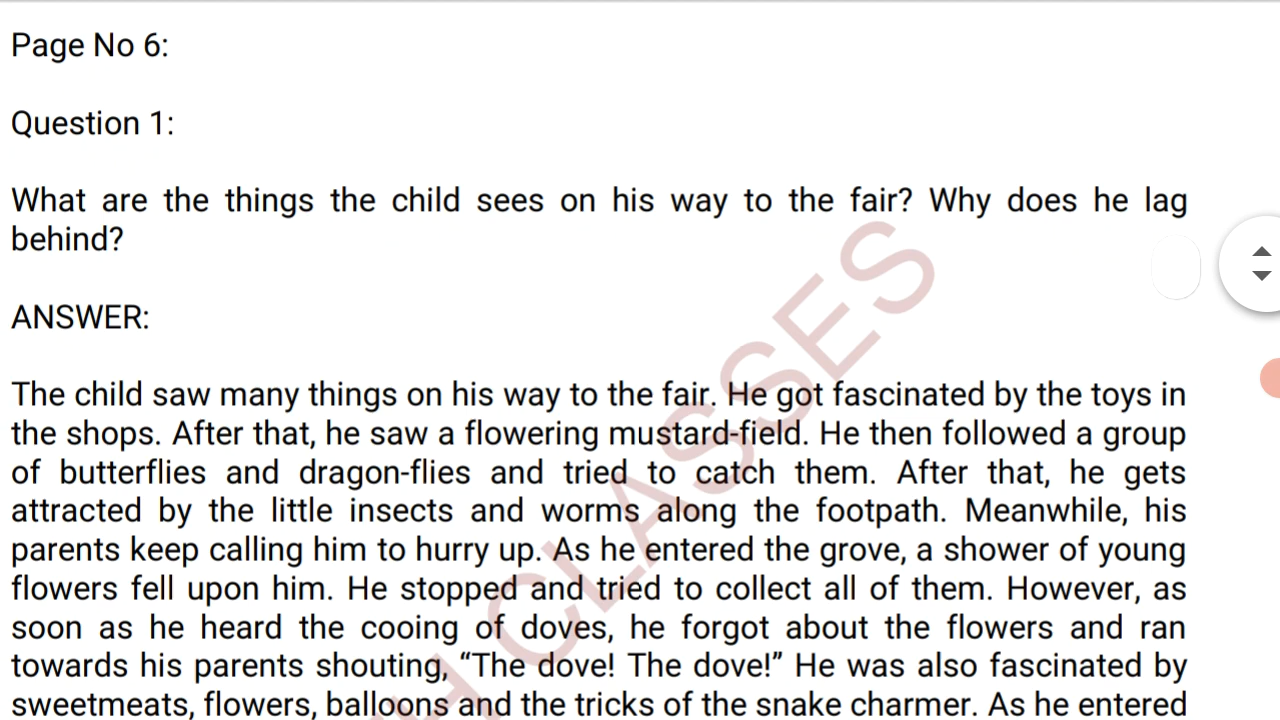 Page No 6:
Question 1:
What are the things the child sees on his way to the fair? Why does he lag
behind?
ANSWER:
The child saw many things on his way to the fair. He got fascinated by the toys in
the shops. After that, he saw a flowering mustard-field. He then followed a group
of butterflies and dragon-flies and tried to catch them. After that, he gets
attracted by the little insects and worms along the footpath. Meanwhile, his
parents keep calling him to hurry up. As he entered the grove, a shower of young
flowers fell upon him. He stopped and tried to collect all of them. However, as
soon as he heard the cooing of doves, he forgot about the flowers and ran
towards his parents shouting, “The dove! The dove!” He was also fascinated by
sweetmeats, flowers, balloons and the tricks of the snake charmer. As he entered
H CLASSES